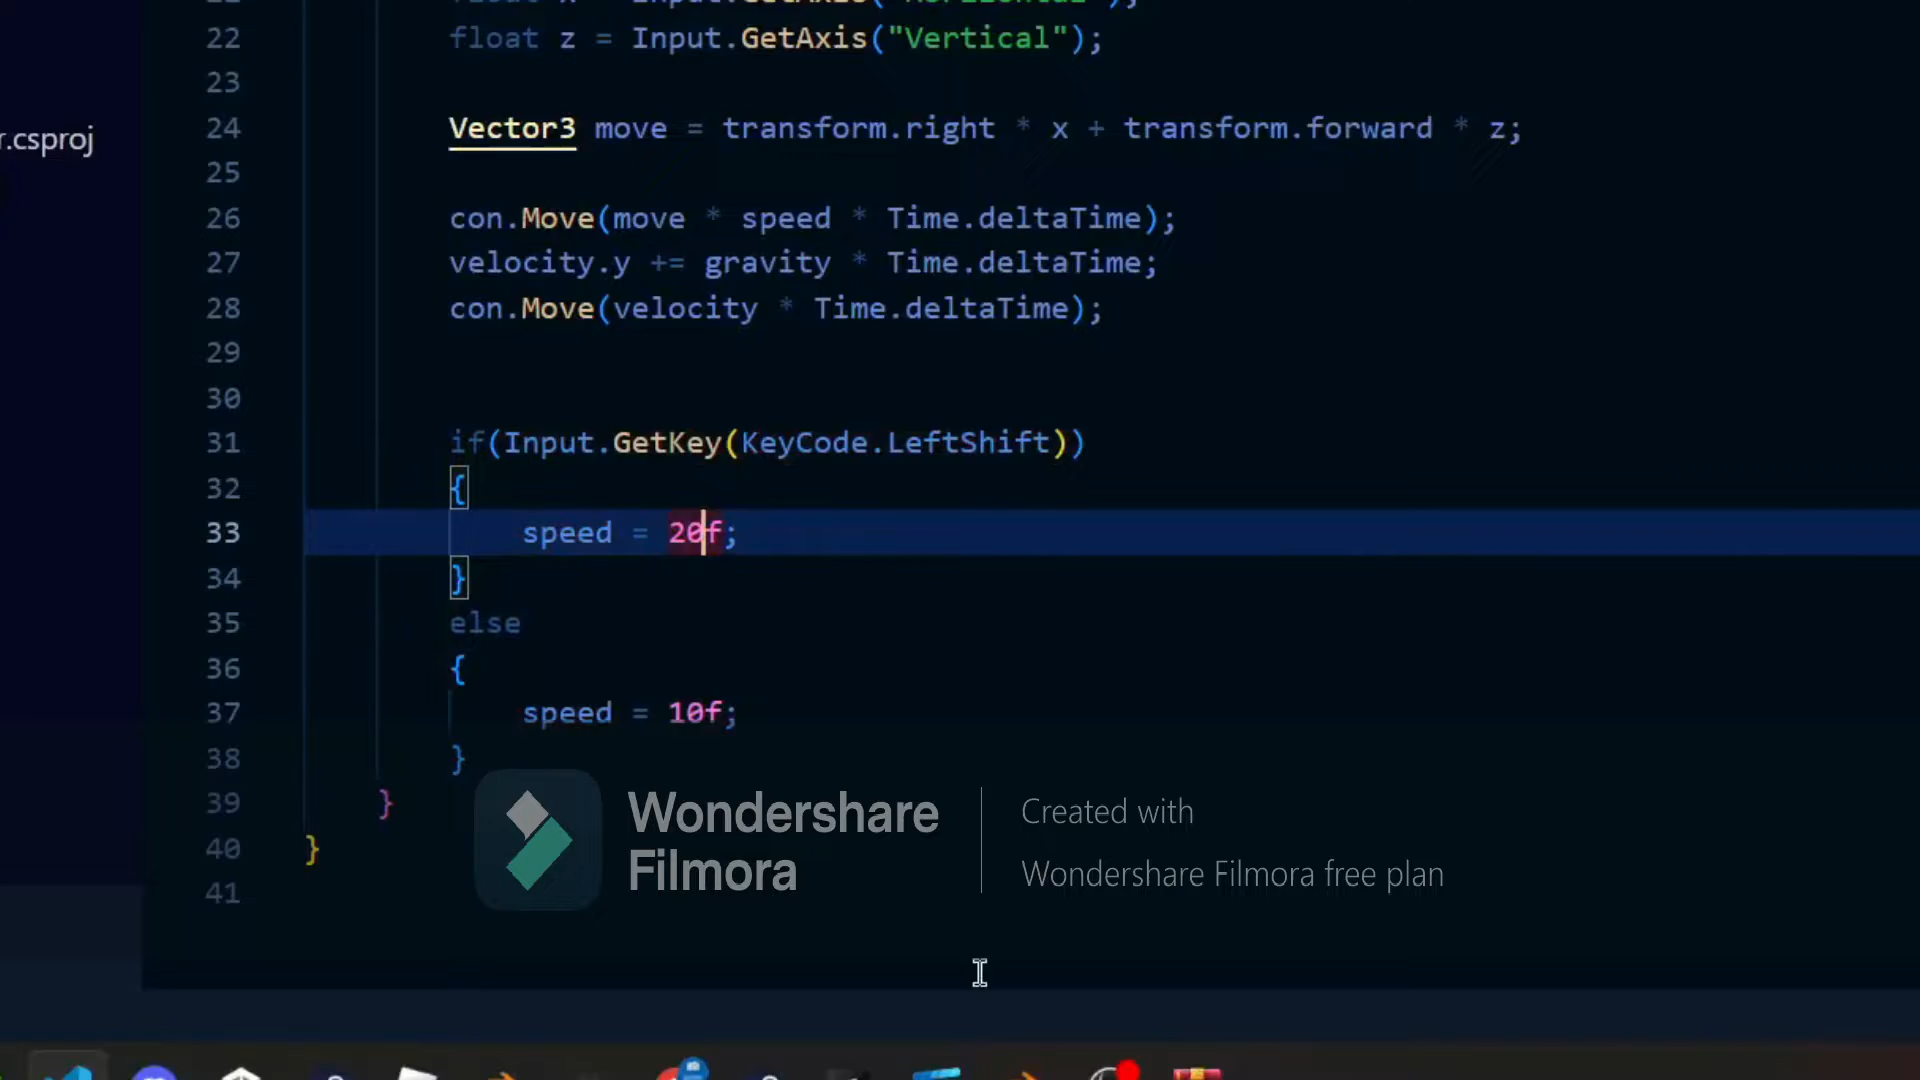 22 float z = Input.GetAxis("Vertical");
23
r.csproj
24 Vector3 move = transform.right * x + transform.forward * z;
25
26 con.Move(move * speed * Time.deltaTime);
27 velocity.y += gravity * Time.deltaTime;
28 con.Move(velocity * Time.deltaTime);
29
30
31 if(Input.GetKey(KeyCode.LeftShift))
32 {
33 speed = 20f;
34 }
35 else
36 {
37 speed = 10f;
38 }
39 }
40 }
41
Wondershare
Filmora
Created with
Wondershare Filmora free plan